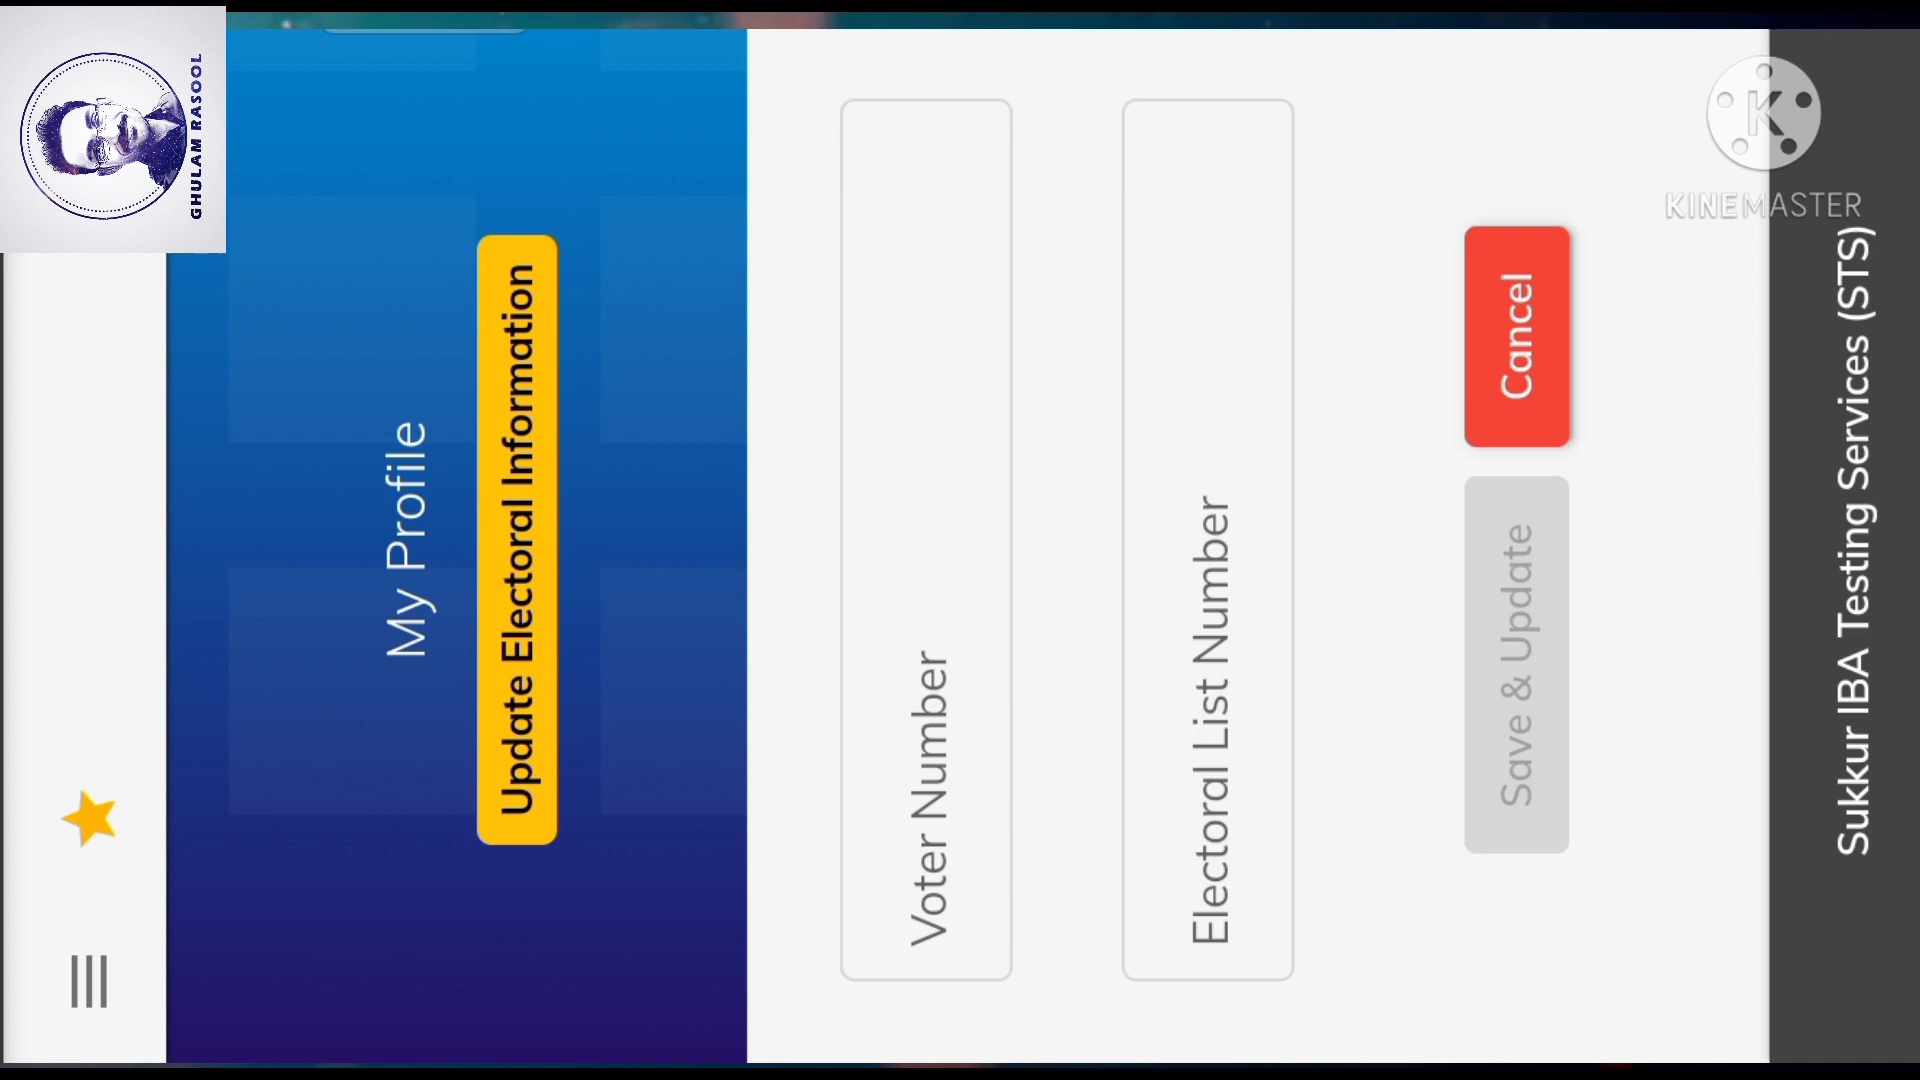 GHULAM RASOOL
My Profile
Update Electoral Information
Voter Number
Electoral List Number
Save & Update
Cancel
Sukkur IBA Testing Services (STS)
K
KINEMASTER